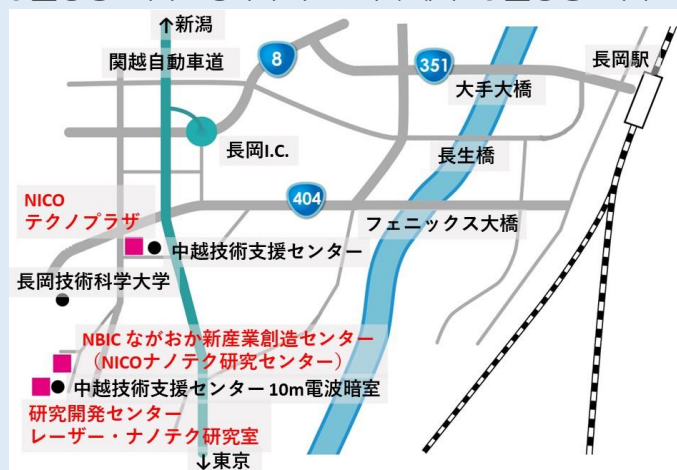 ↑新潟
関越自動車道
8
351
長岡駅
大手大橋
長岡I.C.
長生橋
NICO
テクノプラザ
404
フェニックス大橋
中越技術支援センター
長岡技術科学大学
NBIC ながおか新産業創造センター
（NICOナノテク研究センター）
中越技術支援センター 10m電波暗室
研究開発センター
レーザー・ナノテク研究室
↓東京